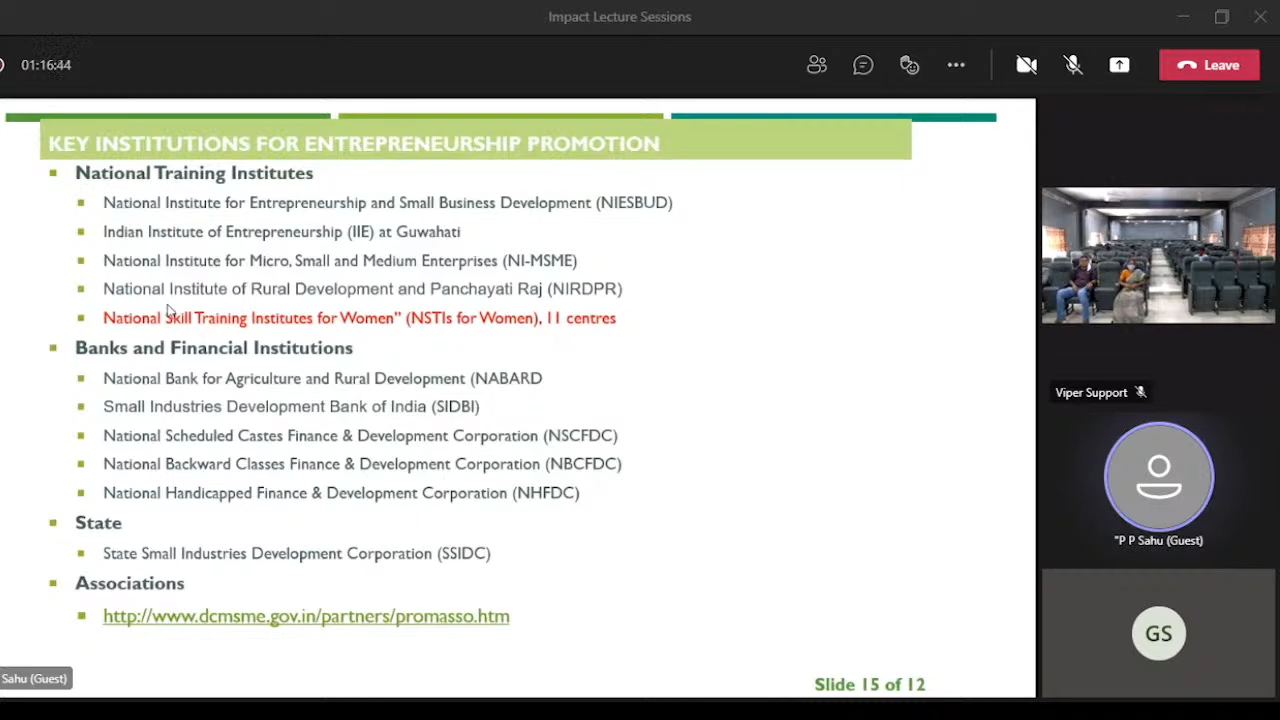 Impact Lecture Sessions
01:16:44
Leave
KEY INSTITUTIONS FOR ENTREPRENEURSHIP PROMOTION
National Training Institutes
National Institute for Entrepreneurship and Small Business Development (NIESBUD)
Indian Institute of Entrepreneurship (IIE) at Guwahati
National Institute for Micro, Small and Medium Enterprises (NI-MSME)
National Institute of Rural Development and Panchayati Raj (NIRDPR)
National Skill Training Institutes for Women” (NSTIs for Women), 11 centres
Banks and Financial Institutions
National Bank for Agriculture and Rural Development (NABARD
Small Industries Development Bank of India (SIDBI)
National Scheduled Castes Finance & Development Corporation (NSCFDC)
National Backward Classes Finance & Development Corporation (NBCFDC)
National Handicapped Finance & Development Corporation (NHFDC)
State
State Small Industries Development Corporation (SSIDC)
Associations
http://www.dcmsme.gov.in/partners/promasso.htm
Slide 15 of 12
Sahu (Guest)
Viper Support
"P P Sahu (Guest)
GS